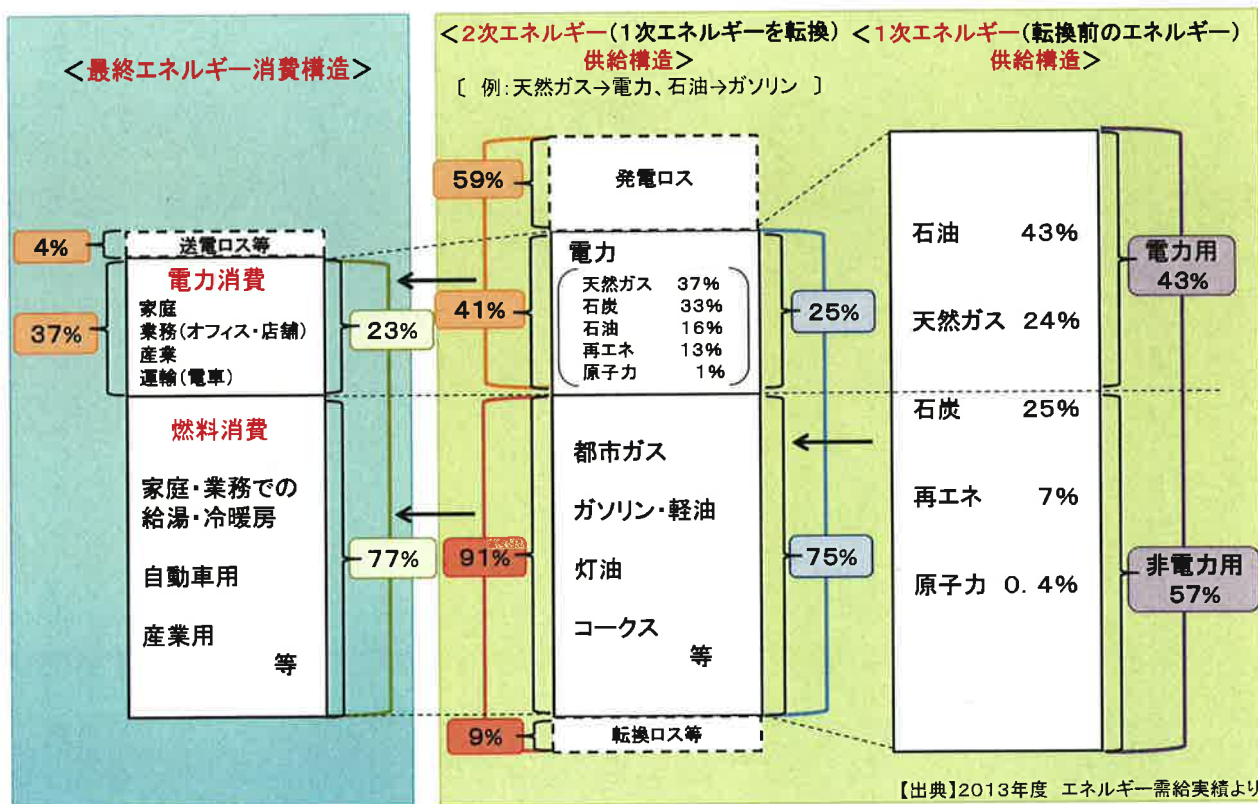 <最終エネルギー消費構造>
4%
送電ロス等
37%
電力消費
家庭
業務(オフィス・店舗)
産業
運輸(電車)
23%
燃料消費
家庭・業務での
給湯・冷暖房
自動車用
産業用
等
77%
<2次エネルギー(1次エネルギーを転換)
供給構造>
[ 例:天然ガス→電力、石油→ガソリン ]
59%
発電ロス
41%
電力
天然ガス 37%
石炭 33%
石油 16%
再エネ 13%
原子力 1%
25%
91%
都市ガス
ガソリン・軽油
灯油
コークス
等
75%
9%
転換ロス等
<1次エネルギー(転換前のエネルギー)
供給構造>
石油 43%
天然ガス 24%
石炭 25%
再エネ 7%
原子力 0.4%
電力用
43%
非電力用
57%
【出典】2013年度 エネルギー需給実績より